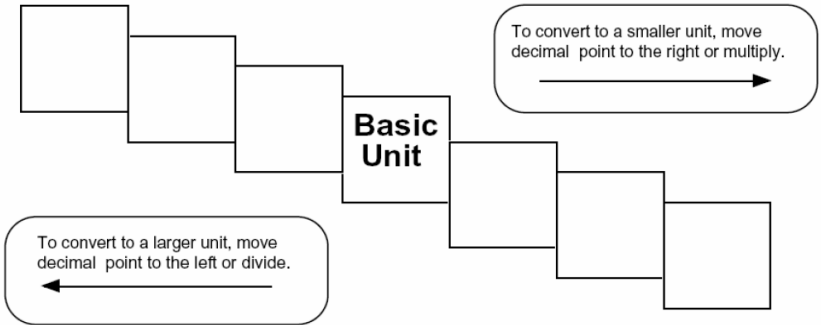 To convert to a smaller unit, move
decimal point to the right or multiply.
Basic
Unit
To convert to a larger unit, move
decimal point to the left or divide.